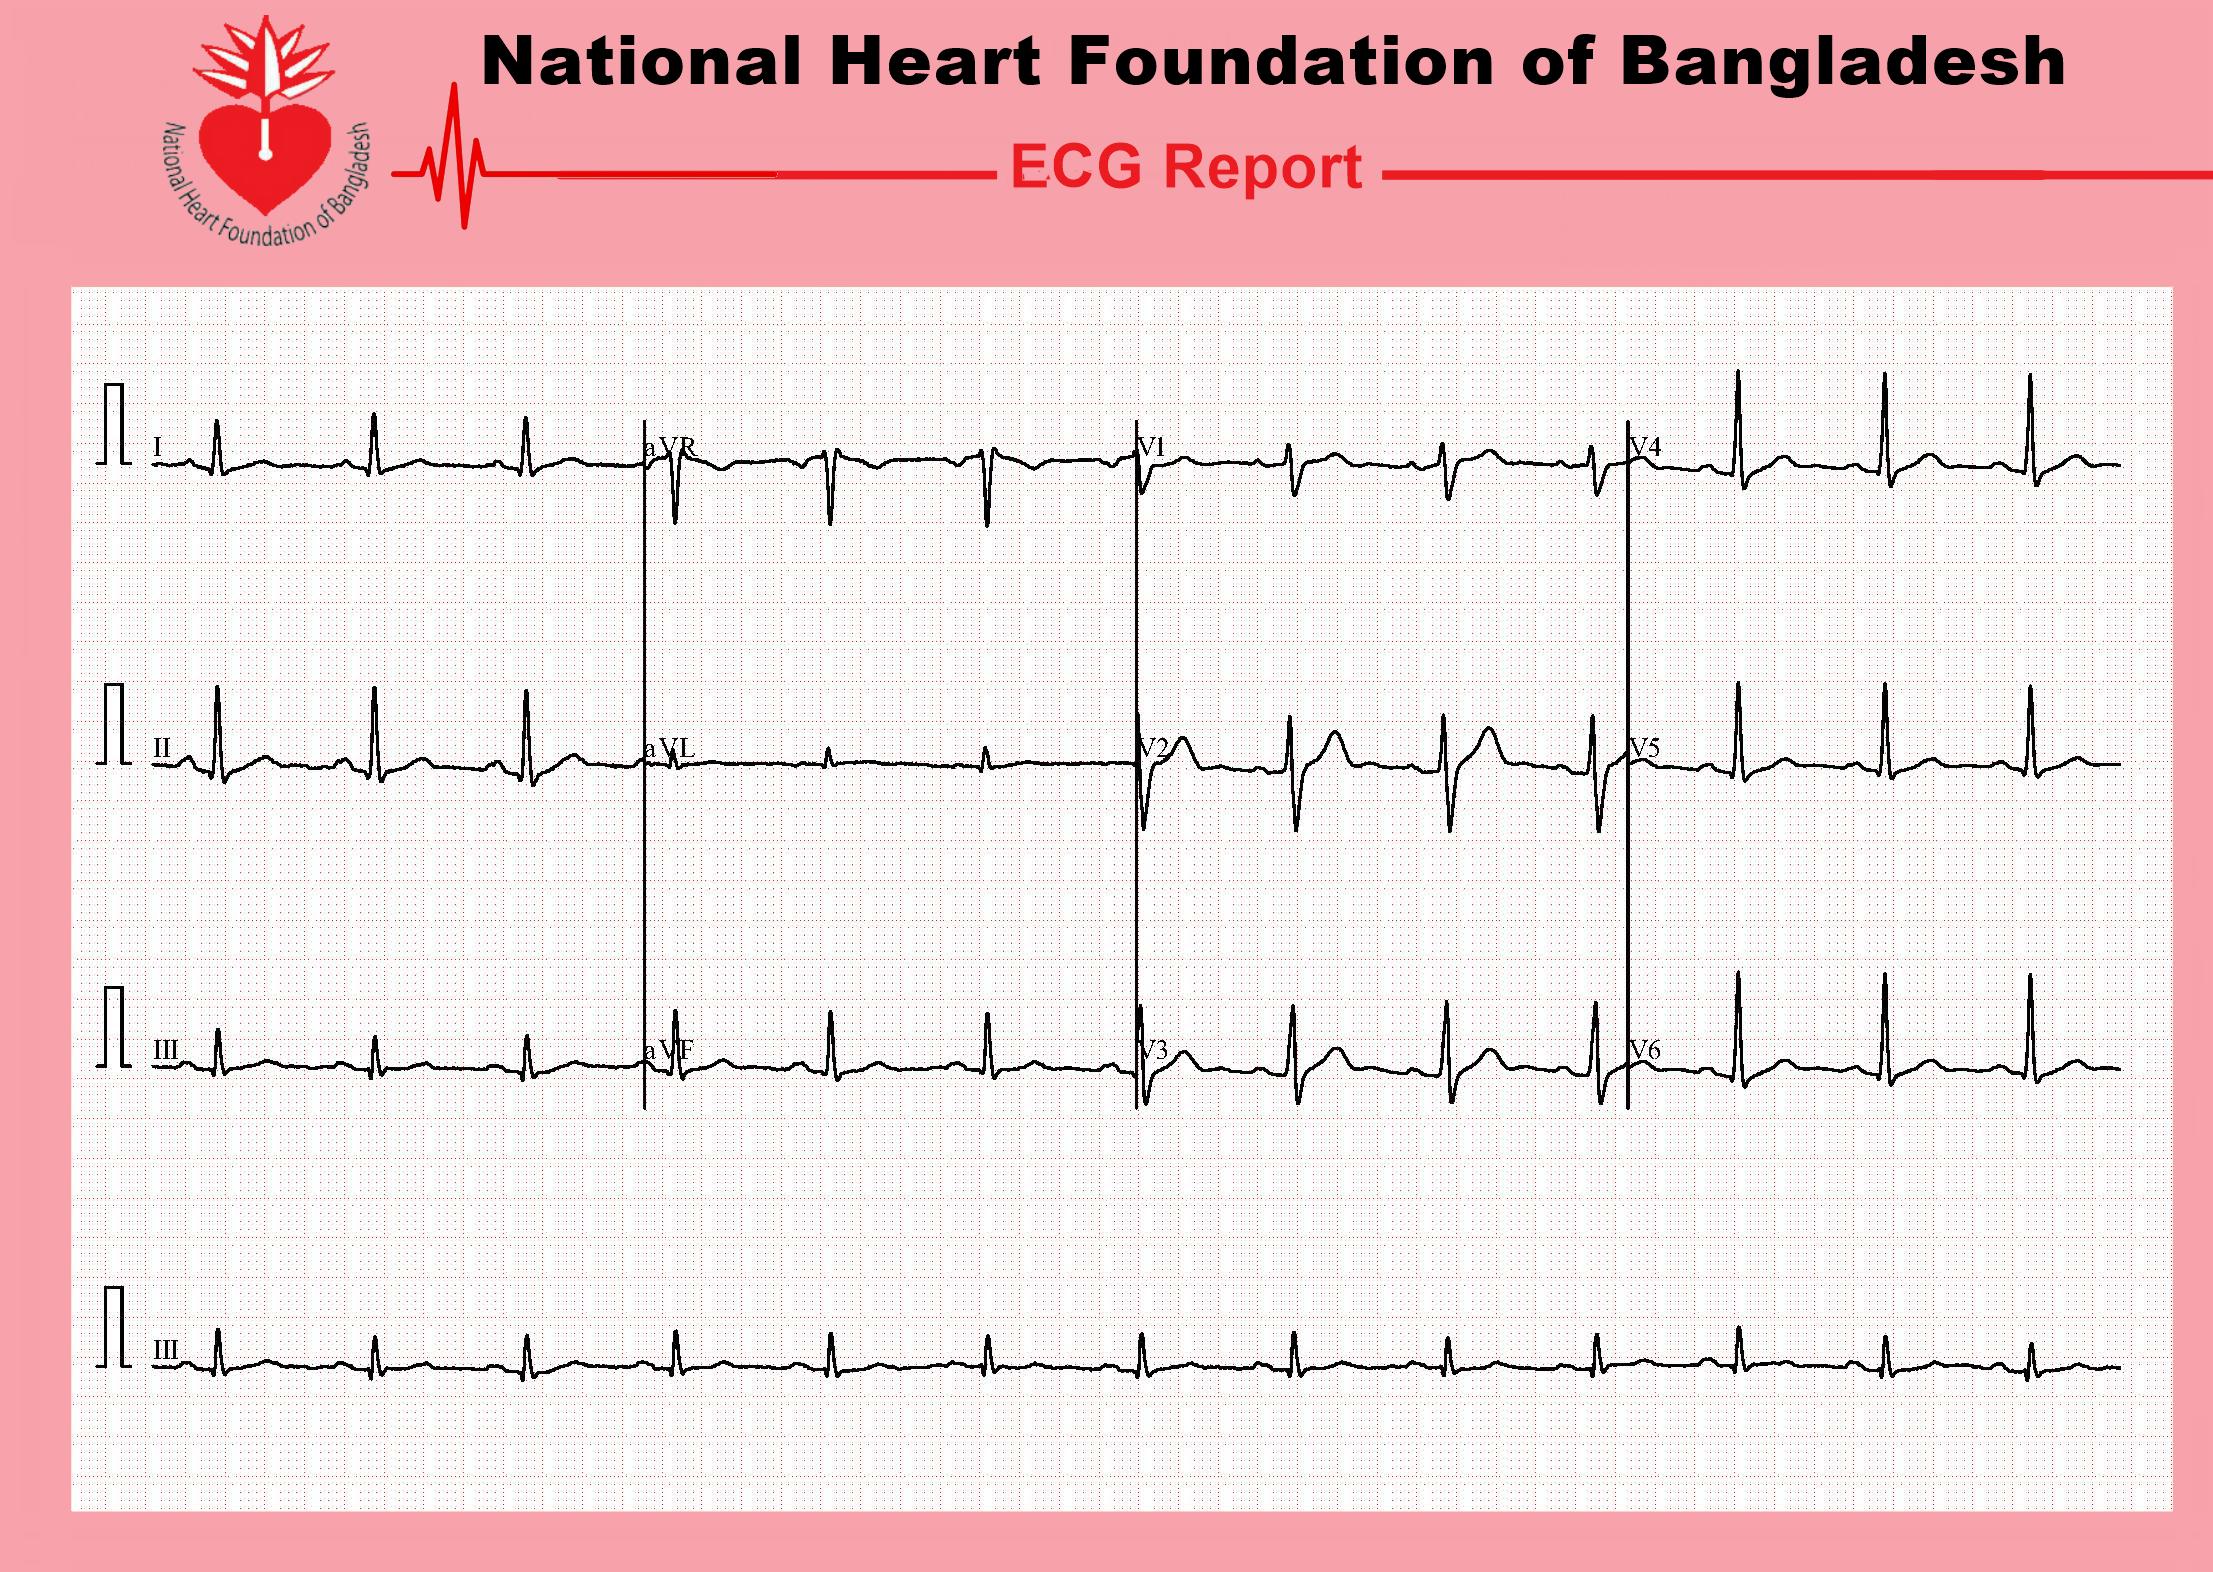 National Heart Foundation of Bangladesh
National Heart Foundation of Bangladesh
ECG Report
I
aVR
V1
V4
II
aVL
V2
V5
III
aVF
V3
V6
III